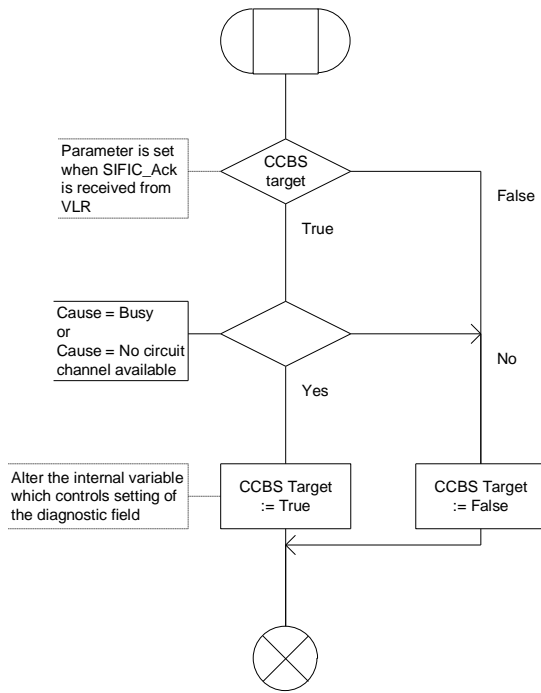 Parameter is set
when SIFIC_Ack
is received from
VLR
CCBS
target
False
True
Cause = Busy
or
Cause = No circuit
channel available
No
Yes
Alter the internal variable
which controls setting of
the diagnostic field
CCBS Target
:= True
CCBS Target
:= False